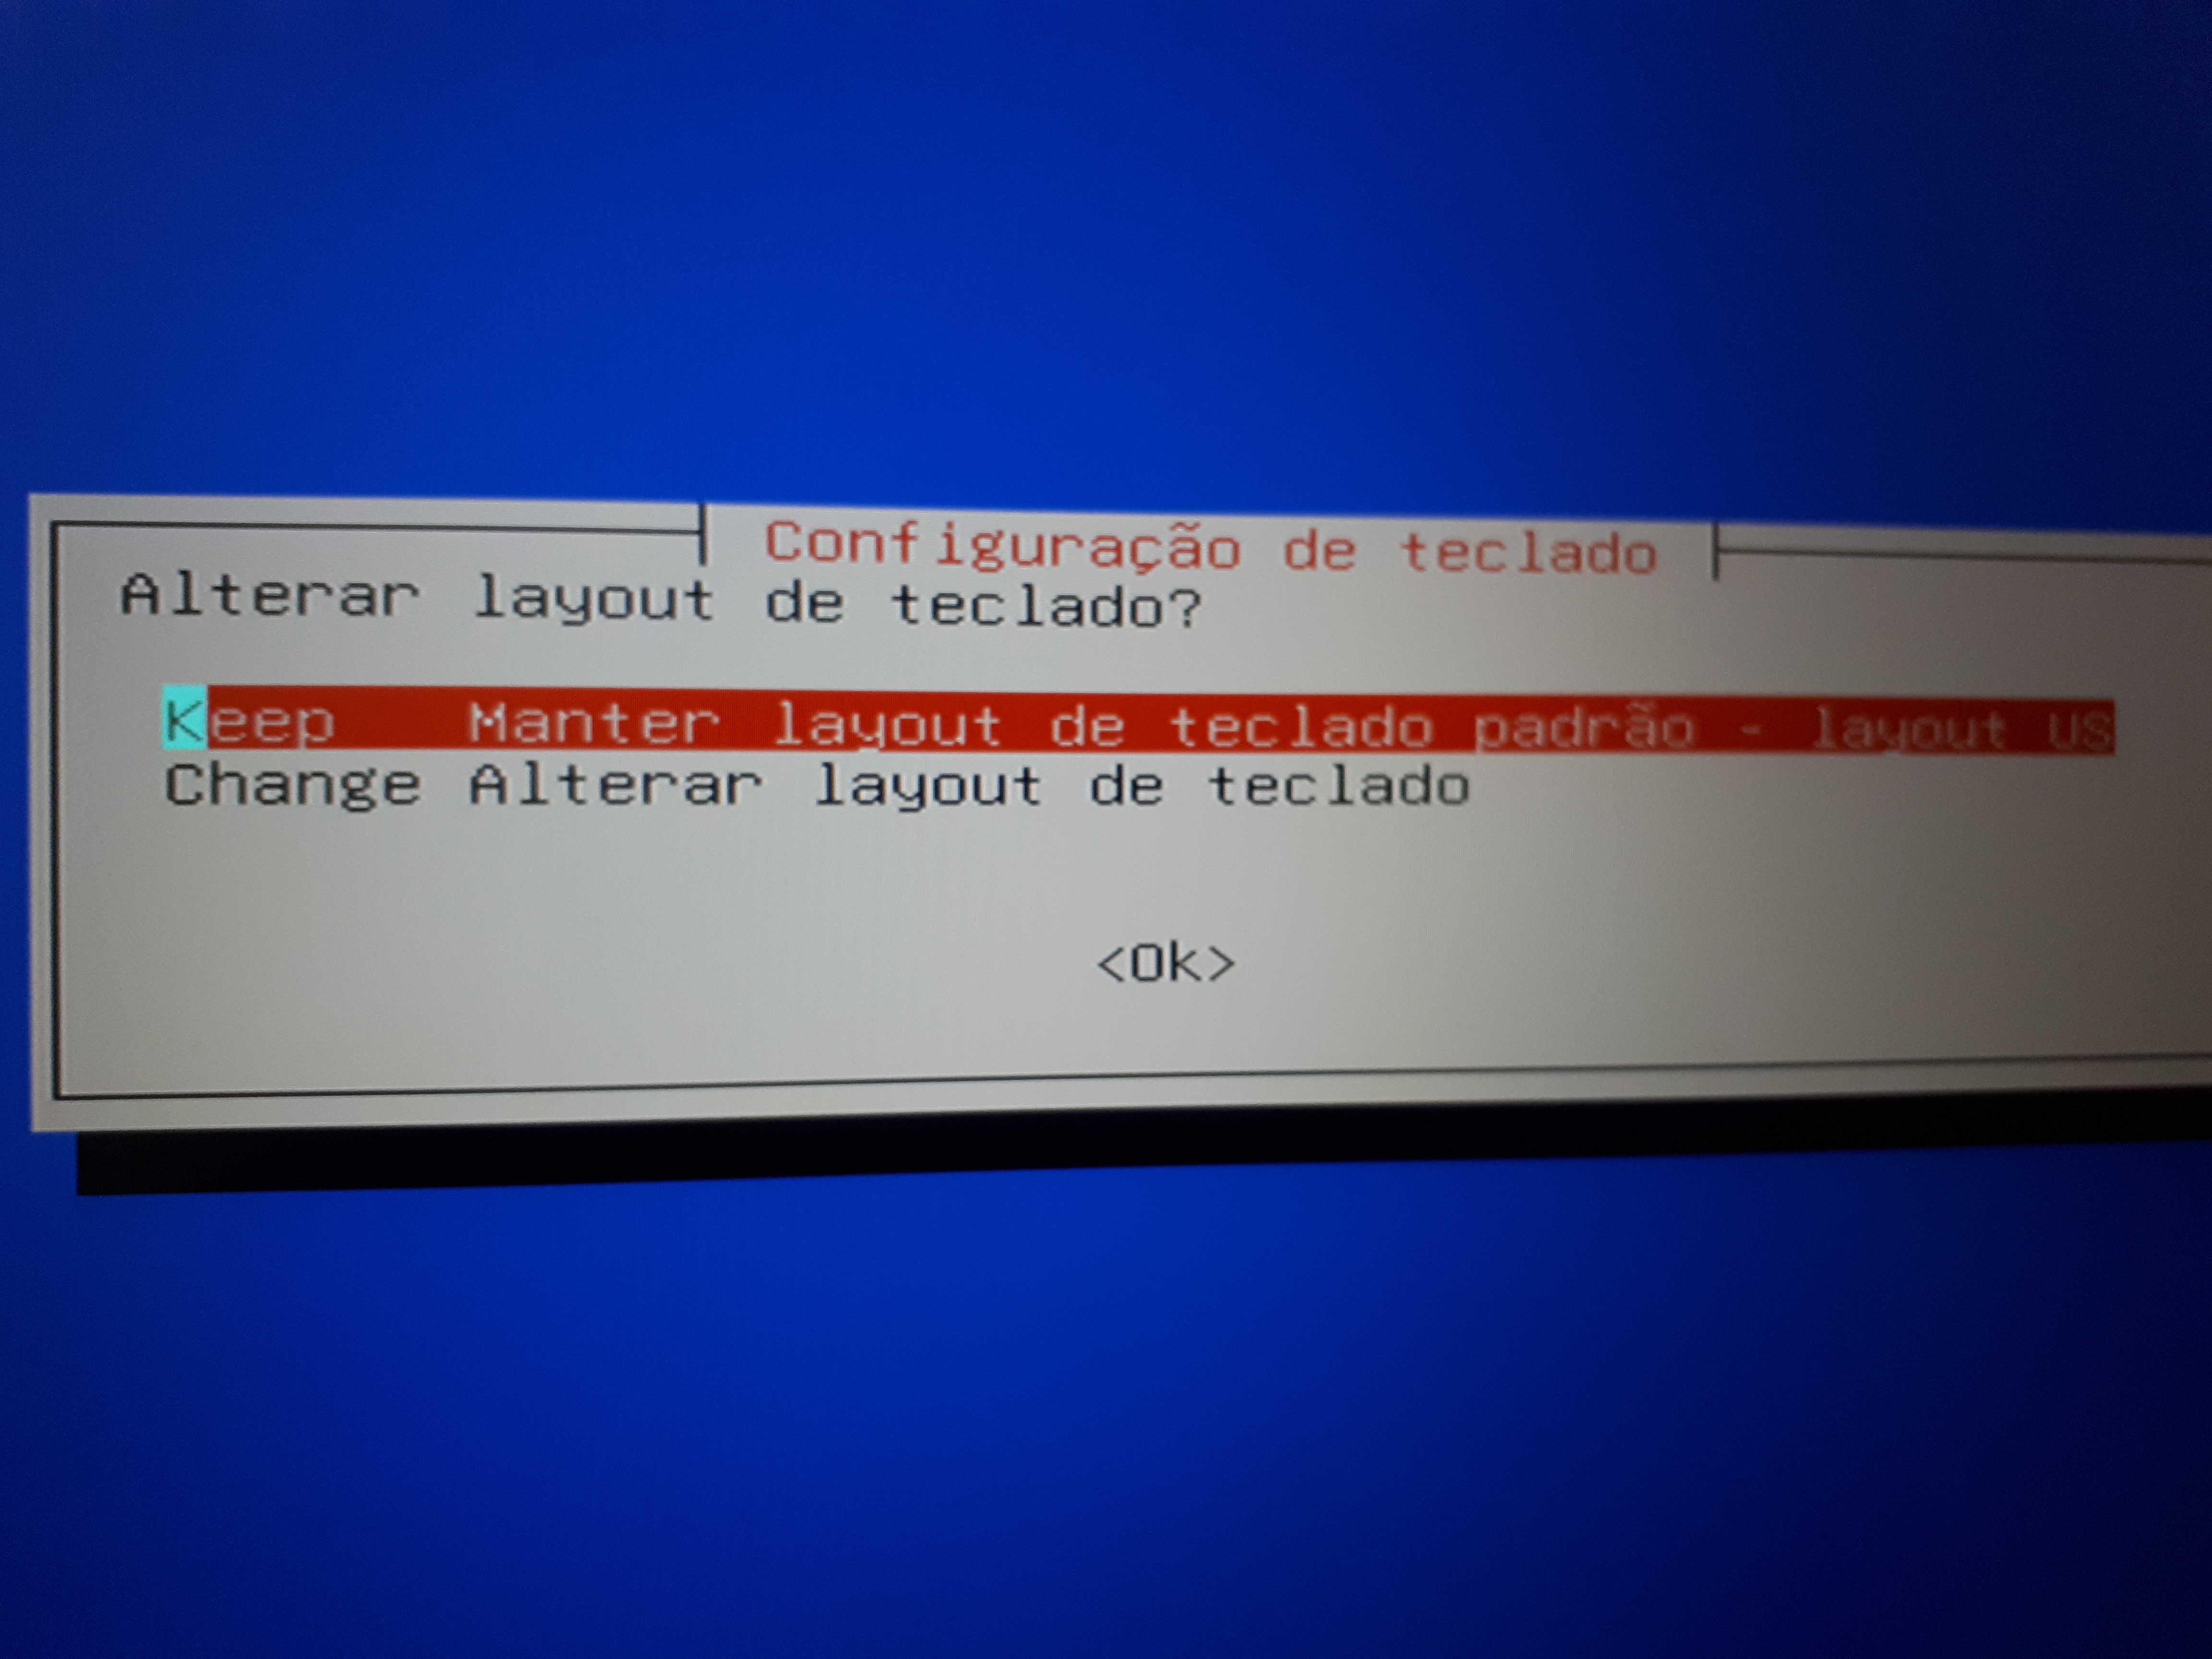 Configuração de teclado
Alterar layout de teclado?
Keep Manter layout de teclado padrão - layout US
Change Alterar layout de teclado
<Ok>